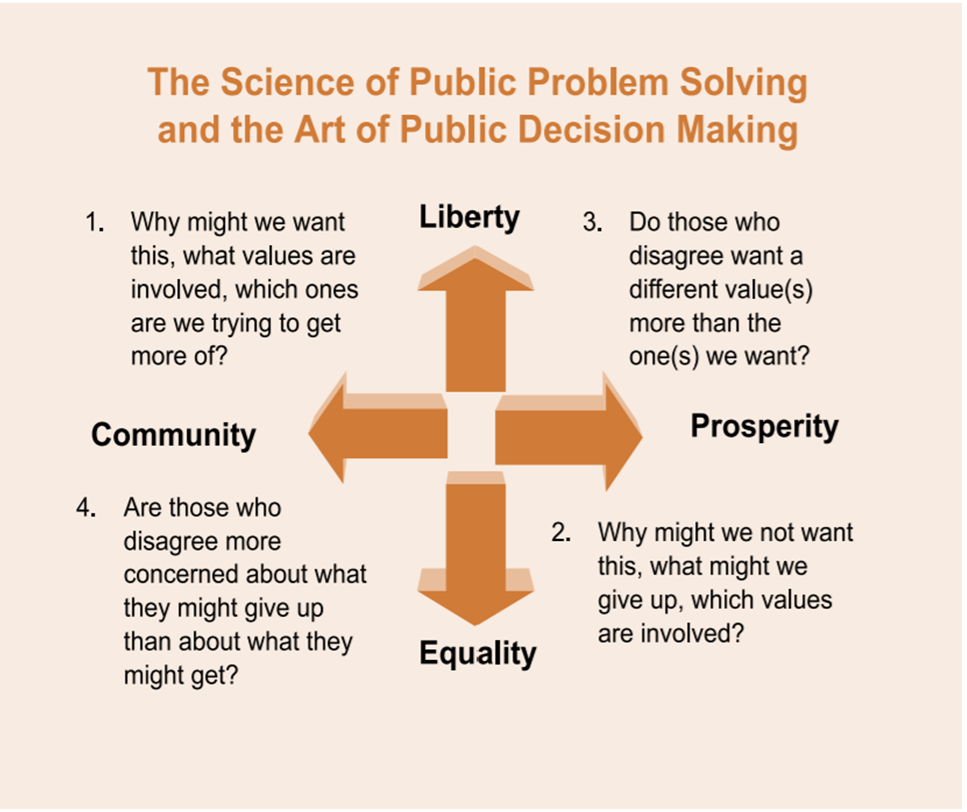 The Science of Public Problem Solving
and the Art of Public Decision Making
1. Why might we want
this, what values are
involved, which ones
are we trying to get
more of?
Liberty
3. Do those who
disagree want a
different value(s)
more than the
one(s) we want?
Community
Prosperity
4. Are those who
disagree more
concerned about what
they might give up
than about what they
might get?
2. Why might we not want
this, what might we
give up, which values
are involved?
Equality